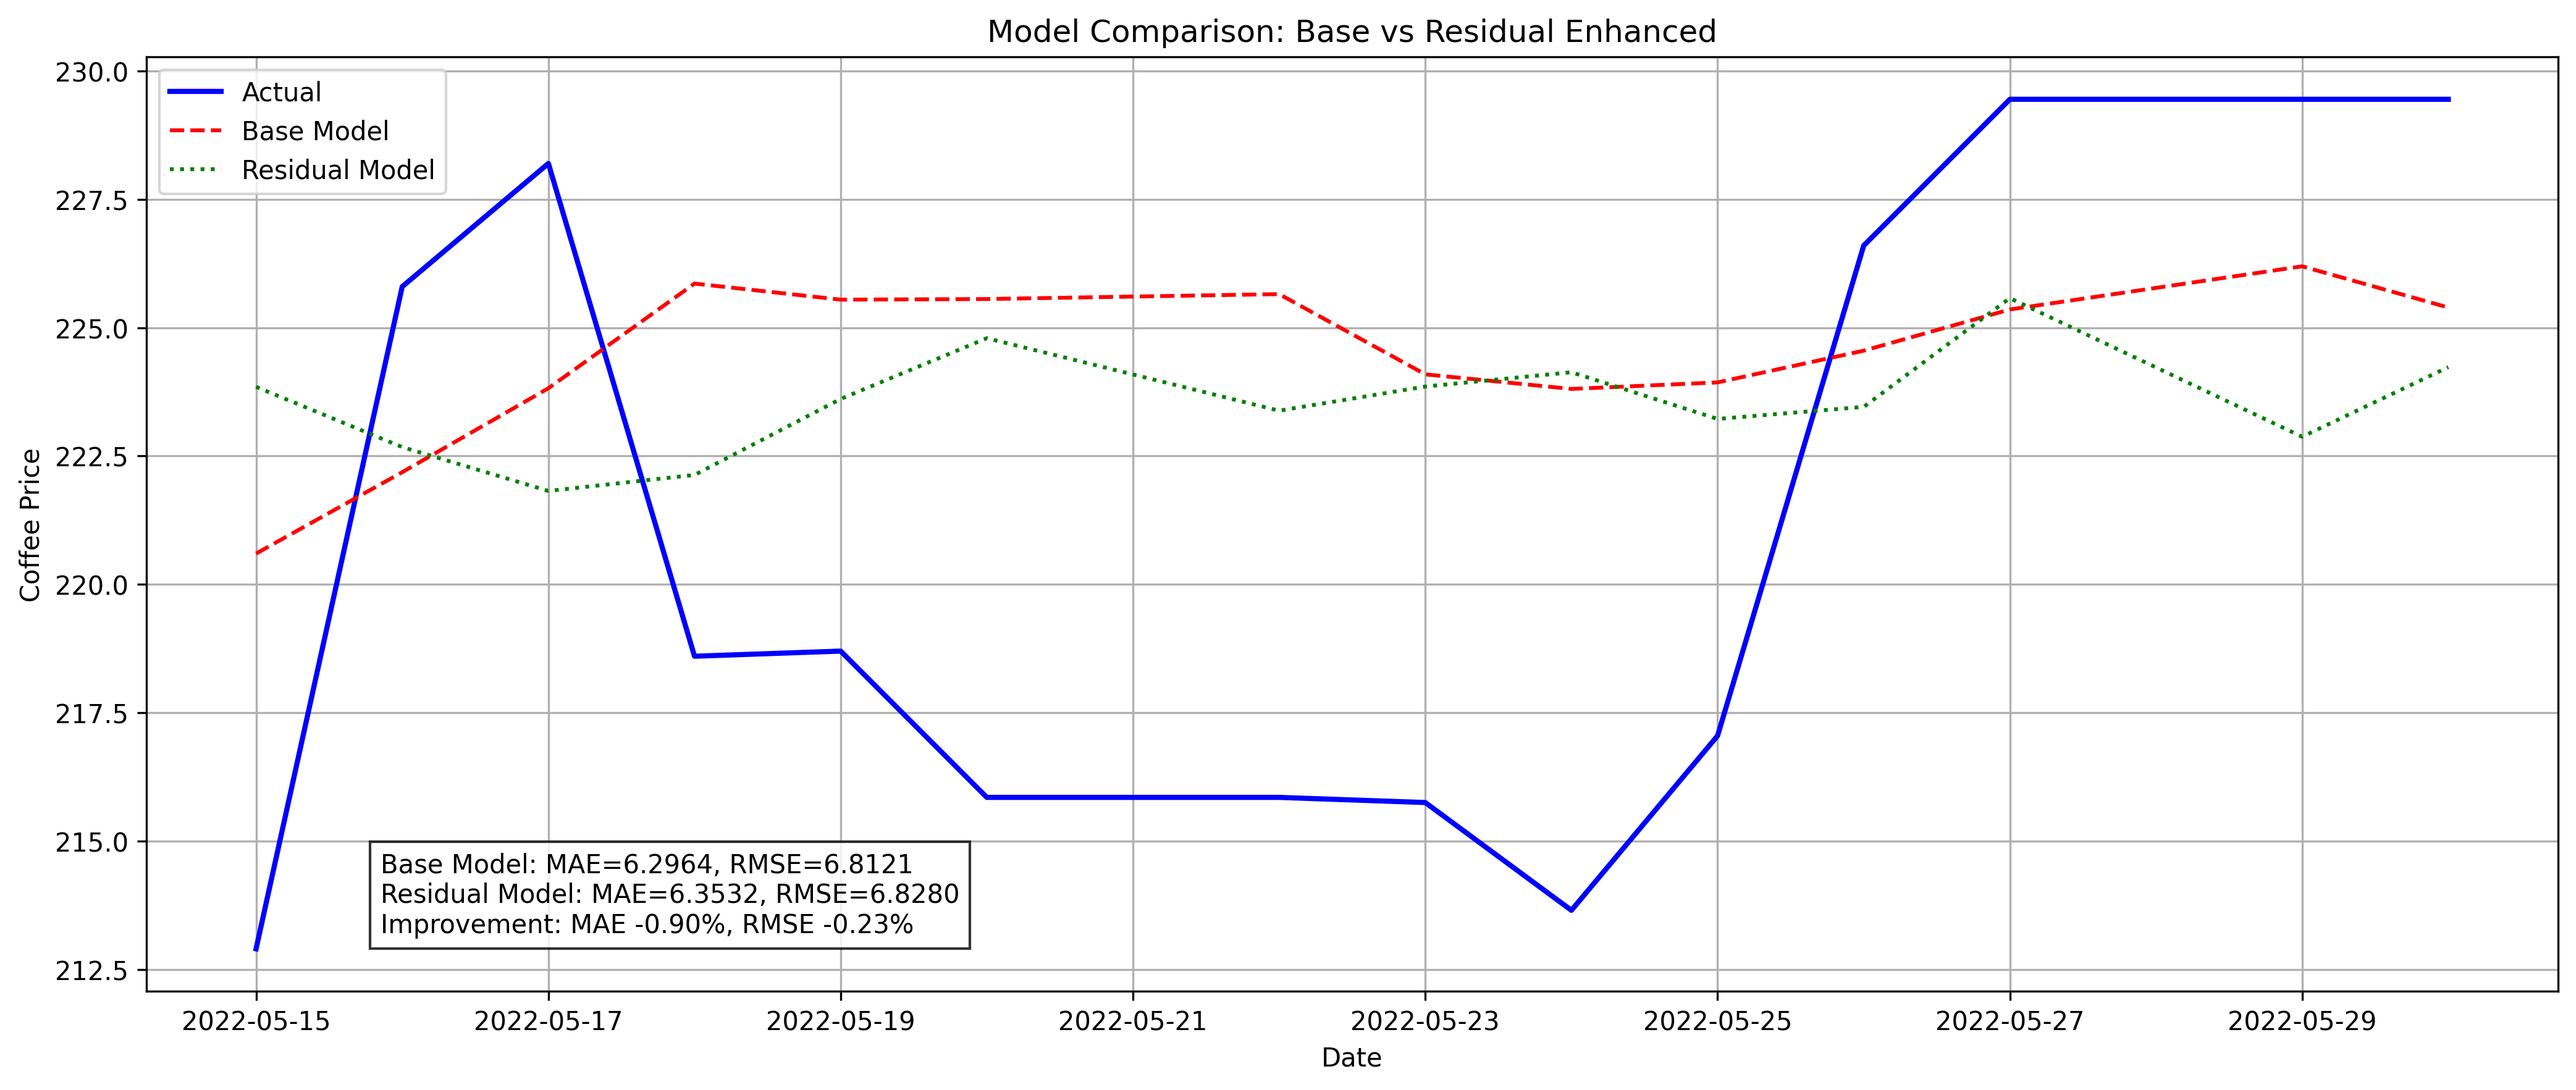 Model Comparison: Base vs Residual Enhanced
230.0
227.5
225.0
222.5
220.0
217.5
215.0
212.5
Coffee Price
Actual
Base Model
Residual Model
Base Model: MAE=6.2964, RMSE=6.8121
Residual Model: MAE=6.3532, RMSE=6.8280
Improvement: MAE -0.90%, RMSE -0.23%
2022-05-15 2022-05-17 2022-05-19 2022-05-21 2022-05-23 2022-05-25 2022-05-27 2022-05-29
Date